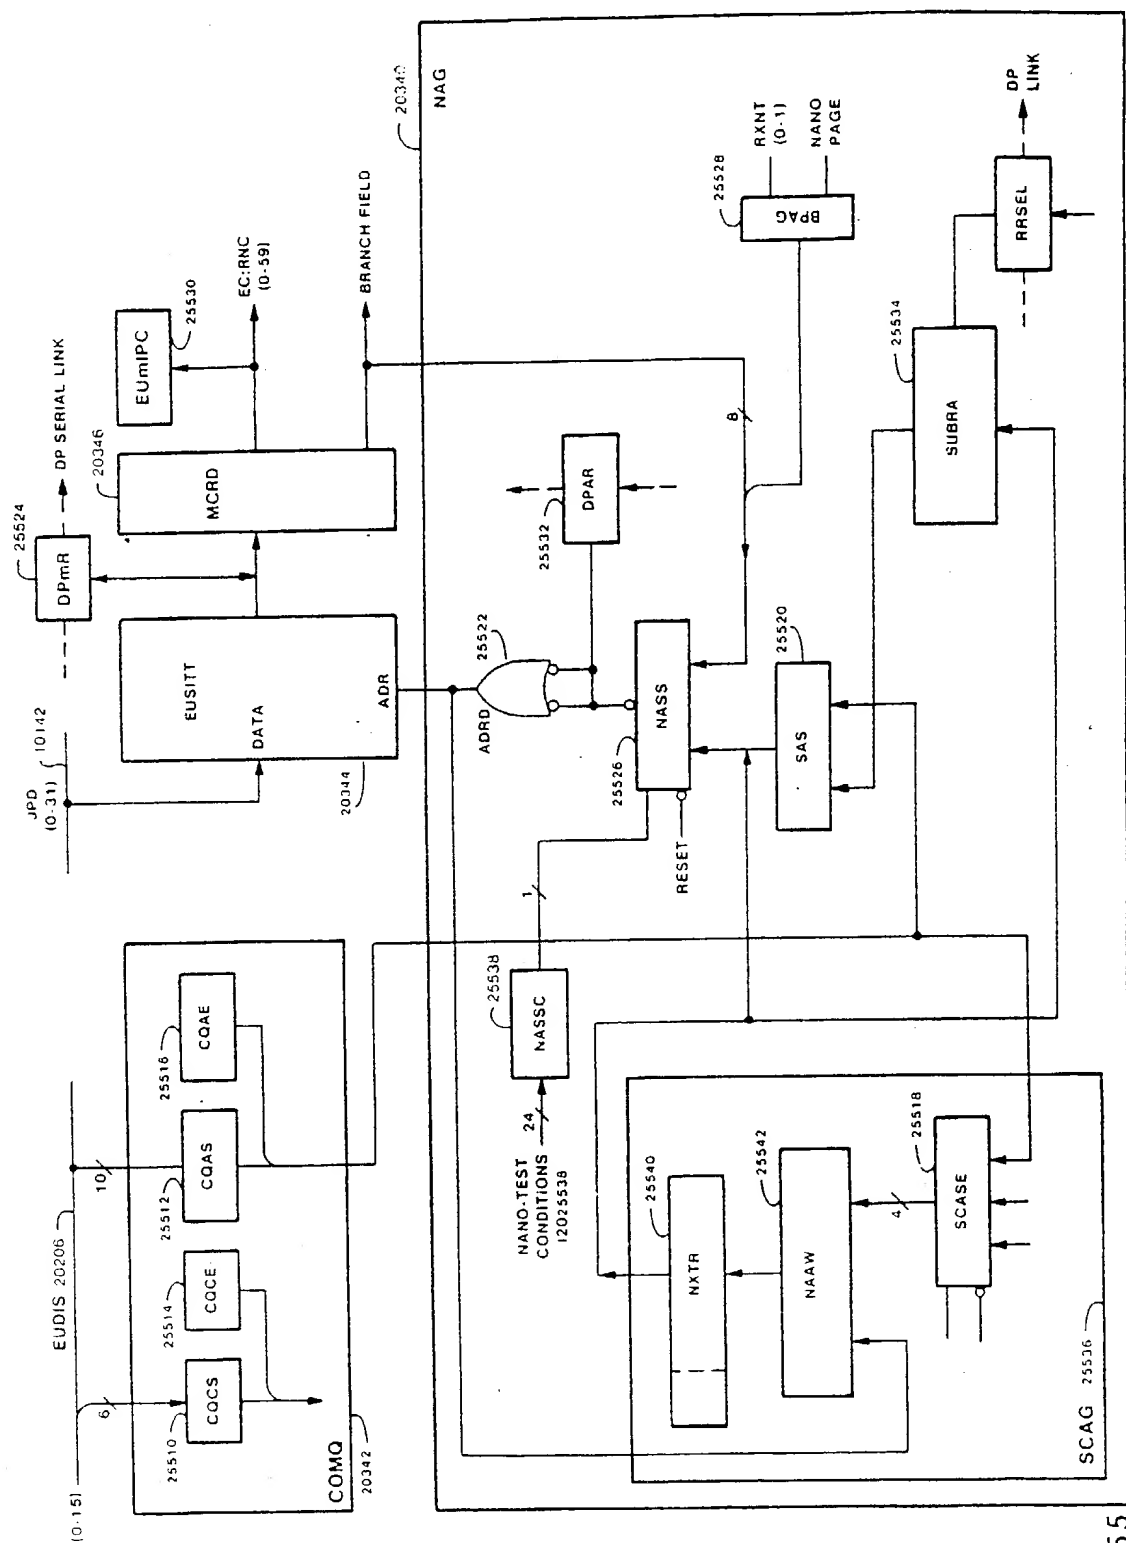 (0-15)
EUDIS 20206
6
10
25510
CQCS
25514
CQCE
25512
CQAS
25516
CQAE
COMQ
20342
JPD
(0-31)
10142
25524
DPmR
DP SERIAL LINK
EUSITT
DATA
ADR
20344
20346
MCRD
EUmIPC
25530
EC:RNC
(0-59)
BRANCH FIELD
20340
NAG
ADRD
25522
25532
DPAR
25528
BPAG
RXNT
(0-1)
NANO
PAGE
8
NANO-TEST
CONDITIONS
12025538
24
25538
NASSC
1
25526
NASS
RESET
25520
SAS
25534
SUBRA
RRSEL
DP
LINK
25540
NXTR
25542
NAAW
4
25518
SCASE
SCAG
25536
55